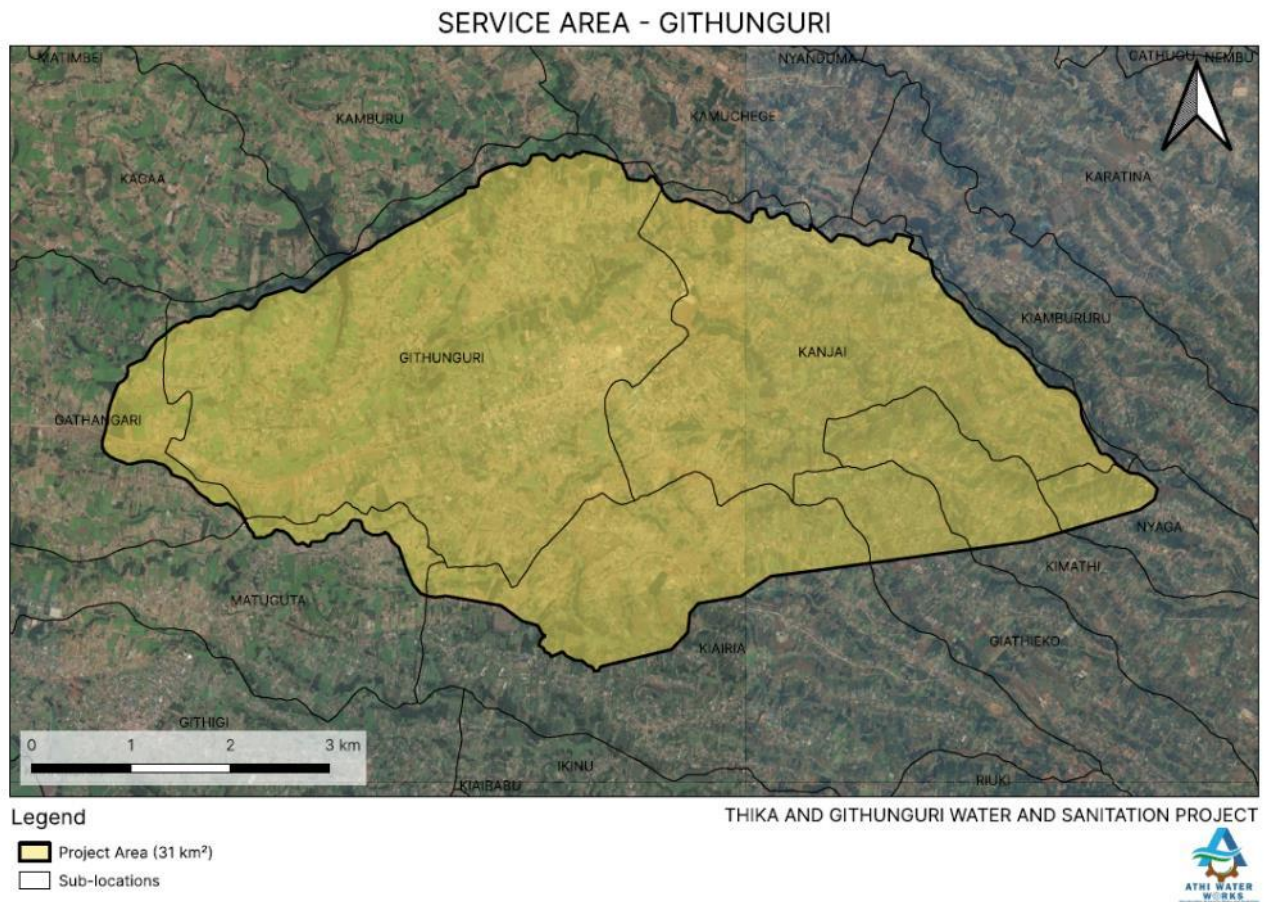 SERVICE AREA - GITHUNGURI
MATIMBEI
NYANDUMA
GATHUGU
NEMBU
KAMBURU
KAMUCHEGE
KAGAA
KARATINA
KIAMBURURU
GITHUNGURI
KANJAI
GATHANGARI
NYAGA
KIMATHI
MATUGUTA
GIATHIEKO
KIAIRIA
GITHIGI
0 1 2 3 km
IKINU
KIAIBABU
RIUKI
Legend
THIKA AND GITHUNGURI WATER AND SANITATION PROJECT
Project Area (31 km²)
Sub-locations
ATHI WATER
WORKS